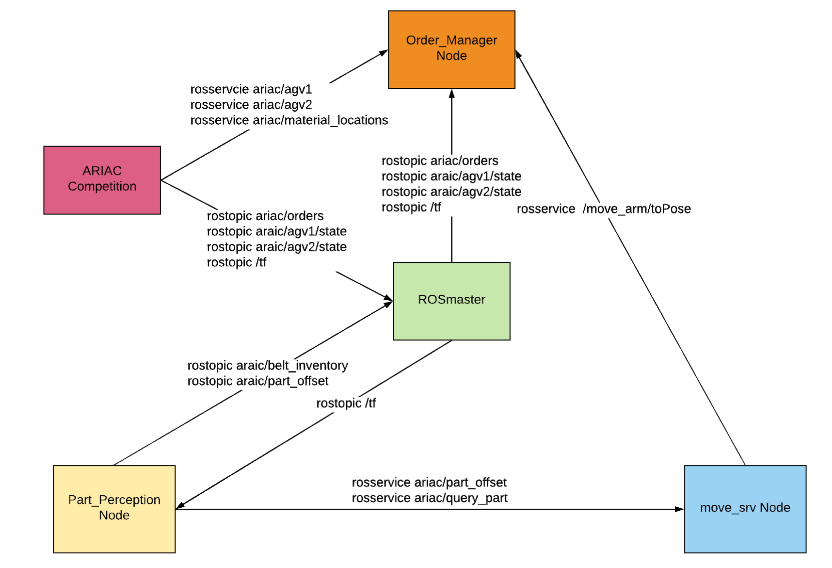 Order_Manager
Node
rosservcie ariac/agv1
rosservice ariac/agv2
rosservice ariac/material_locations
ARIAC
Competition
rostopic ariac/orders
rostopic araic/agv1/state
rostopic araic/agv2/state
rostopic /tf
rosservice  /move_arm/toPose
rostopic ariac/orders
rostopic araic/agv1/state
rostopic araic/agv2/state
rostopic /tf
ROSmaster
rostopic araic/belt_inventory
rostopic araic/part_offset
rostopic /tf
Part_Perception
Node
rosservice ariac/part_offset
rosservice ariac/query_part
move_srv Node